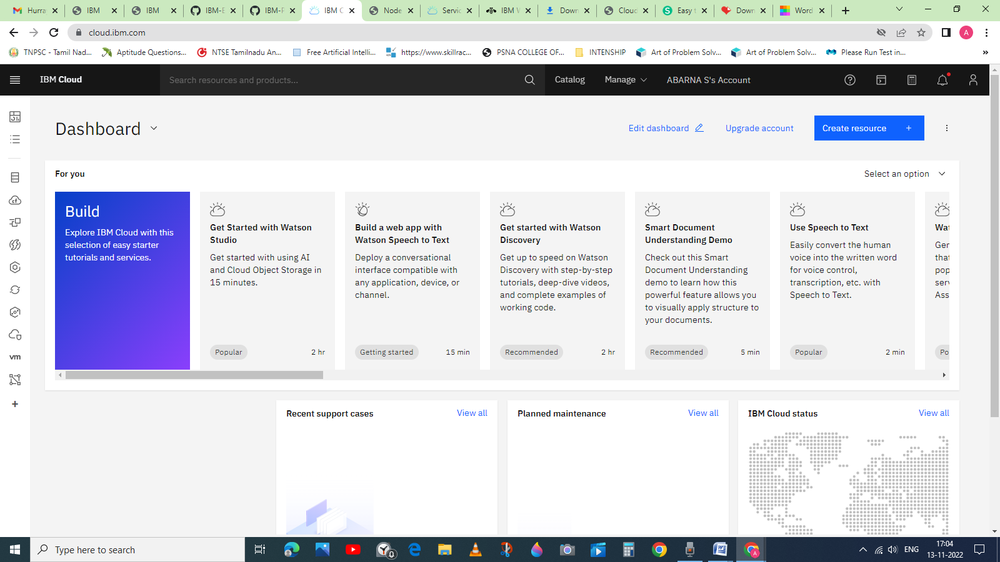 Hurra
IBM
IBM
IBM-E
IBM-F
IBM C
Node
Servic
IBM W
Down
Cloud
Easy t
Down
Word
cloud.ibm.com
A
TNPSC - Tamil Nad...
Aptitude Questions...
NTSE Tamilnadu An...
Free Artificial Intelli...
https://www.skillrac...
PSNA COLLEGE OF...
INTENSHIP
Art of Problem Solv...
Art of Problem Solv...
Please Run Test in...
»
IBM Cloud
Search resources and products...
Catalog
Manage
ABARNA S's Account
Dashboard
Edit dashboard
Upgrade account
Create resource +
For you
Select an option
Build
Explore IBM Cloud with this
selection of easy starter
tutorials and services.
Get Started with Watson
Studio
Get started with using AI
and Cloud Object Storage in
15 minutes.
Popular
2 hr
Build a web app with
Watson Speech to Text
Deploy a conversational
interface compatible with
any application, device, or
channel.
Getting started
15 min
Get started with Watson
Discovery
Get up to speed on Watson
Discovery with step-by-step
tutorials, deep-dive videos,
and complete examples of
working code.
Recommended
2 hr
Smart Document
Understanding Demo
Check out this Smart
Document Understanding
demo to learn how this
powerful feature allows you
to visually apply structure to
your documents.
Recommended
5 min
Use Speech to Text
Easily convert the human
voice into the written word
for voice control,
transcription, etc. with
Speech to Text.
Popular
2 min
Wat
Ger
that
pop
serv
Ass
Po
vm
Recent support cases
View all
Planned maintenance
View all
IBM Cloud status
View all
Type here to search
0
A
ENG
17:04
13-11-2022